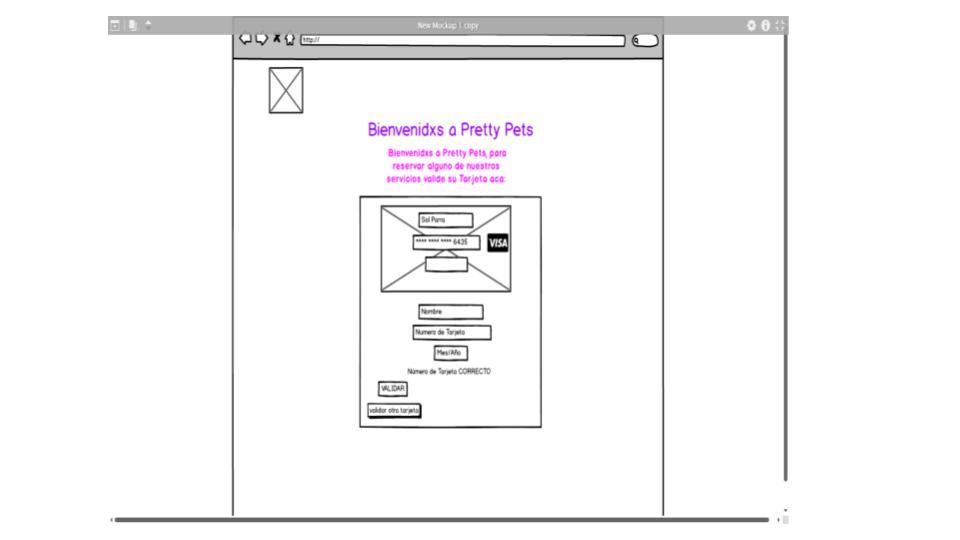 New Mockup 1 copy
http://
Bienvenidxs a Pretty Pets
Bienvenidxs a Pretty Pets, para
reservar alguno de nuestros
servicios valide su Tarjeta aca:
Sol Parra
**** **** **** 6435
VISA
Nombre
Numero de Tarjeta
Mes/Año
Número de Tarjeta CORRECTO
VALIDAR
validar otra tarjeta